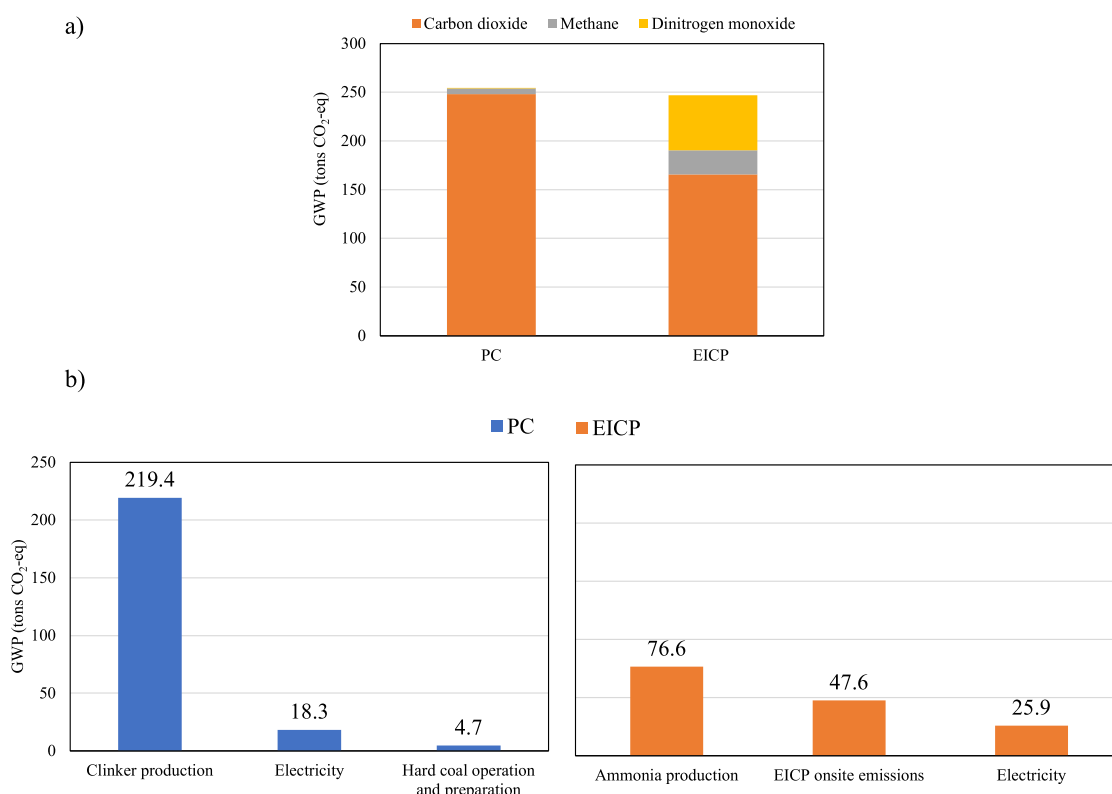 a)
Carbon dioxide Methane Dinitrogen monoxide
GWP (tons CO₂-eq)
300
250
200
150
100
50
0
PC EICP
b)
PC EICP
GWP (tons CO₂-eq)
250
200
150
100
50
0
219.4
18.3
4.7
Clinker production Electricity Hard coal operation
and preparation
76.6
47.6
25.9
Ammonia production EICP onsite emissions Electricity